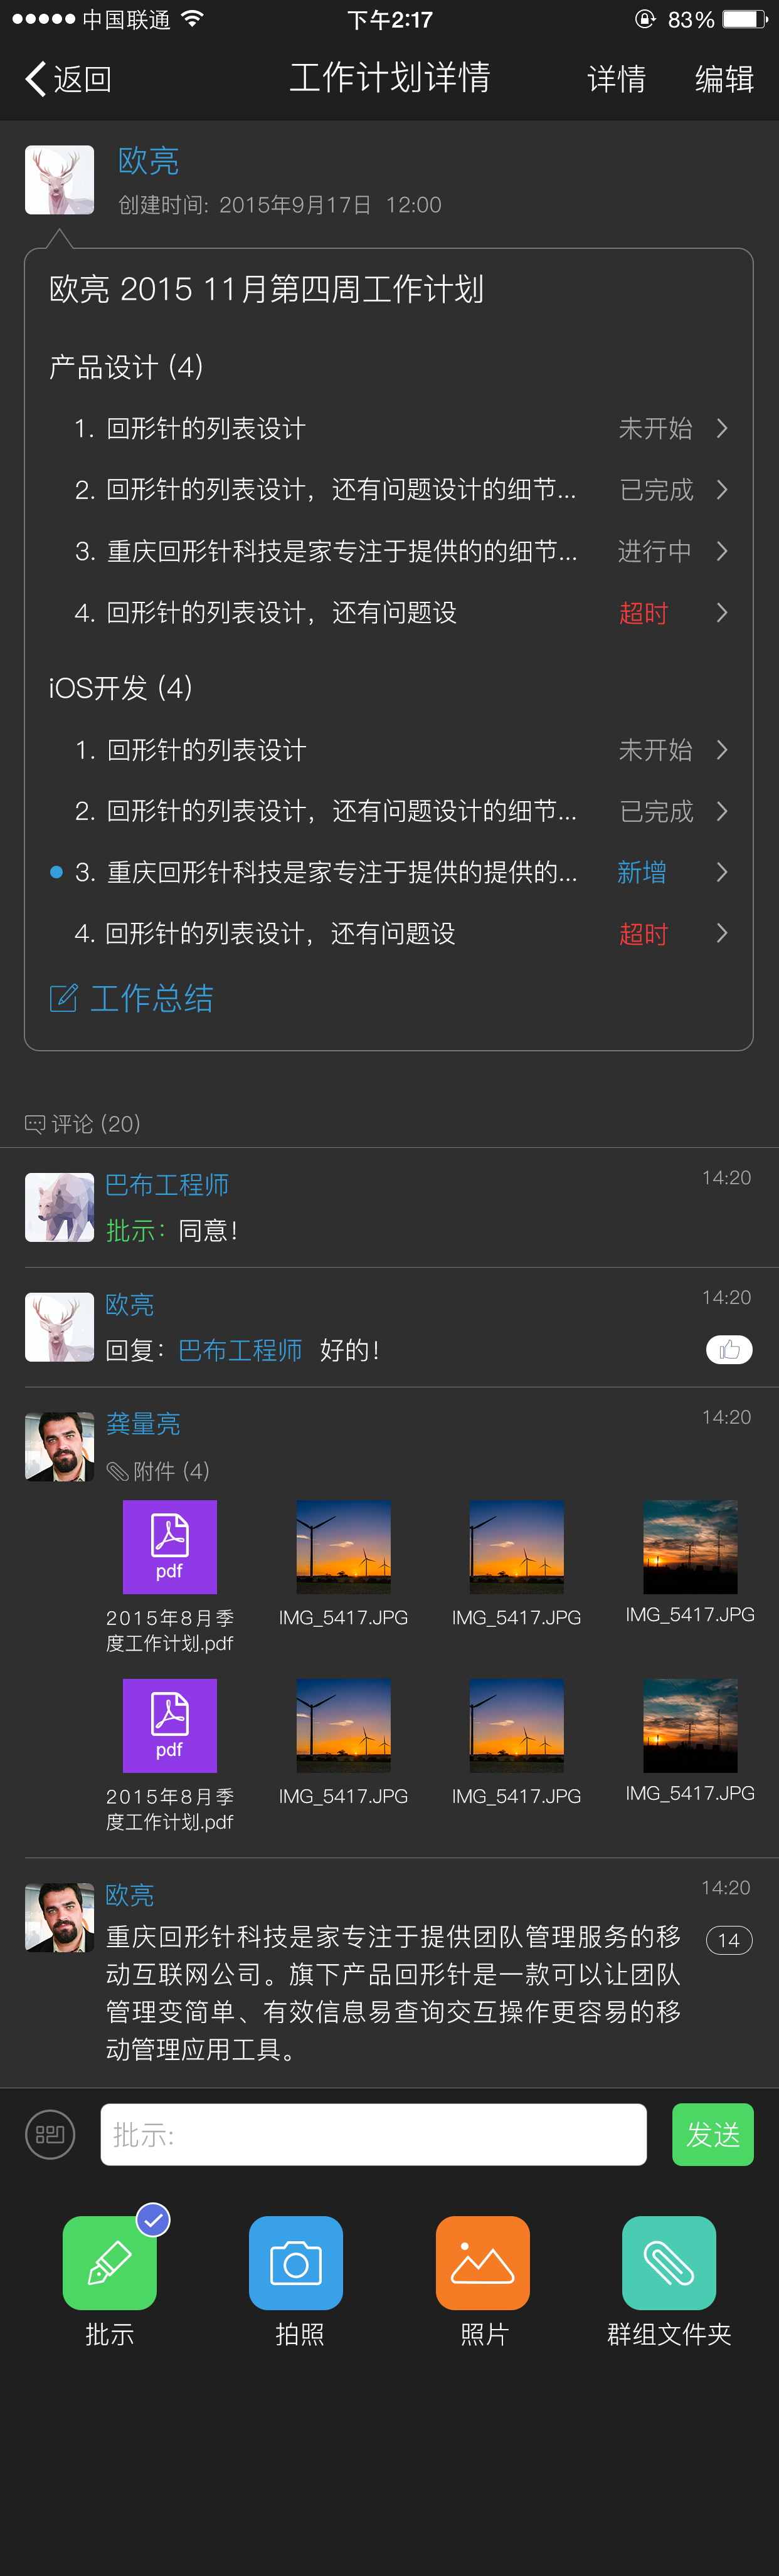 中国联通 下午2:17 83%
返回 工作计划详情 详情 编辑
欧亮
创建时间: 2015年9月17日 12:00
欧亮 2015 11月第四周工作计划
产品设计 (4)
1. 回形针的列表设计 未开始
2. 回形针的列表设计，还有问题设计的细节... 已完成
3. 重庆回形针科技是家专注于提供的的细节... 进行中
4. 回形针的列表设计，还有问题设 超时
iOS开发 (4)
1. 回形针的列表设计 未开始
2. 回形针的列表设计，还有问题设计的细节... 已完成
3. 重庆回形针科技是家专注于提供的提供的... 新增
4. 回形针的列表设计，还有问题设 超时
工作总结
评论 (20)
巴布工程师 14:20
批示：同意！
欧亮 14:20
回复：巴布工程师 好的！
龚量亮 14:20
附件 (4)
pdf
2015年8月季
度工作计划.pdf
IMG_5417.JPG
IMG_5417.JPG
IMG_5417.JPG
pdf
2015年8月季
度工作计划.pdf
IMG_5417.JPG
IMG_5417.JPG
IMG_5417.JPG
欧亮 14:20
重庆回形针科技是家专注于提供团队管理服务的移 14
动互联网公司。旗下产品回形针是一款可以让团队
管理变简单、有效信息易查询交互操作更容易的移
动管理应用工具。
批示: 发送
批示 拍照 照片 群组文件夹